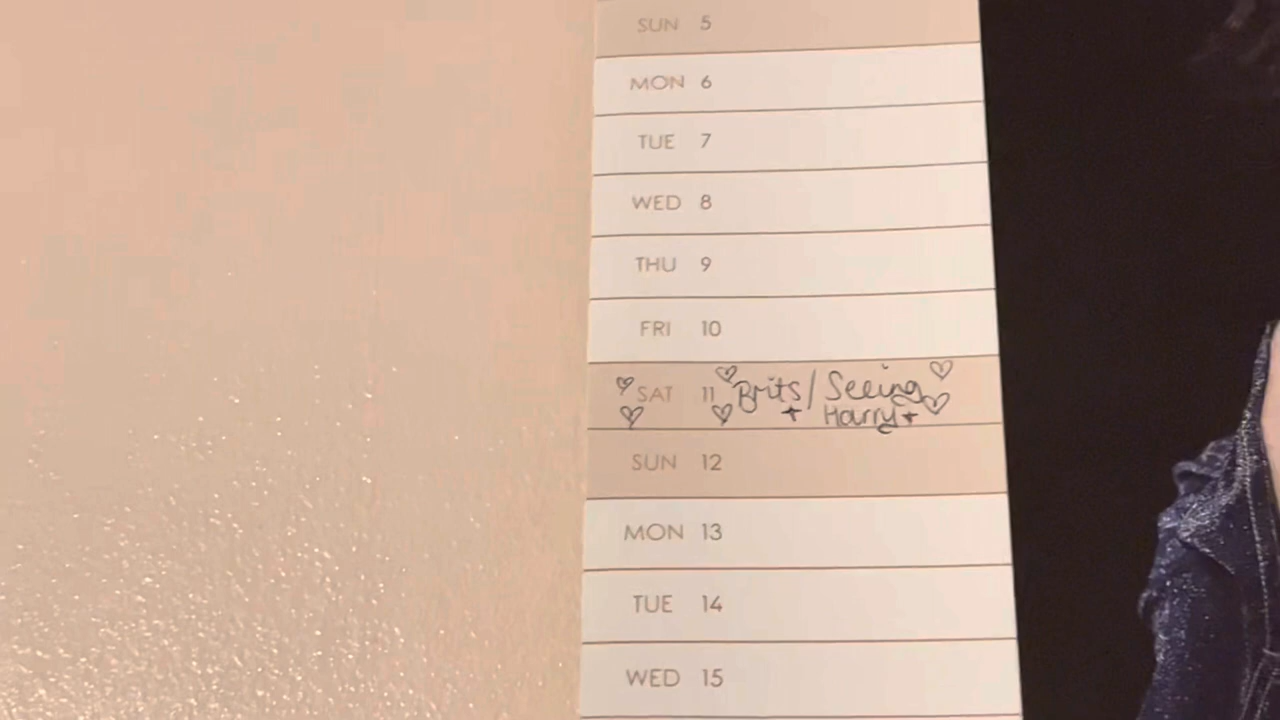 SUN 5
MON 6
TUE 7
WED 8
THU 9
FRI 10
SAT 11 Brits / Seeing
Harry
SUN 12
MON 13
TUE 14
WED 15